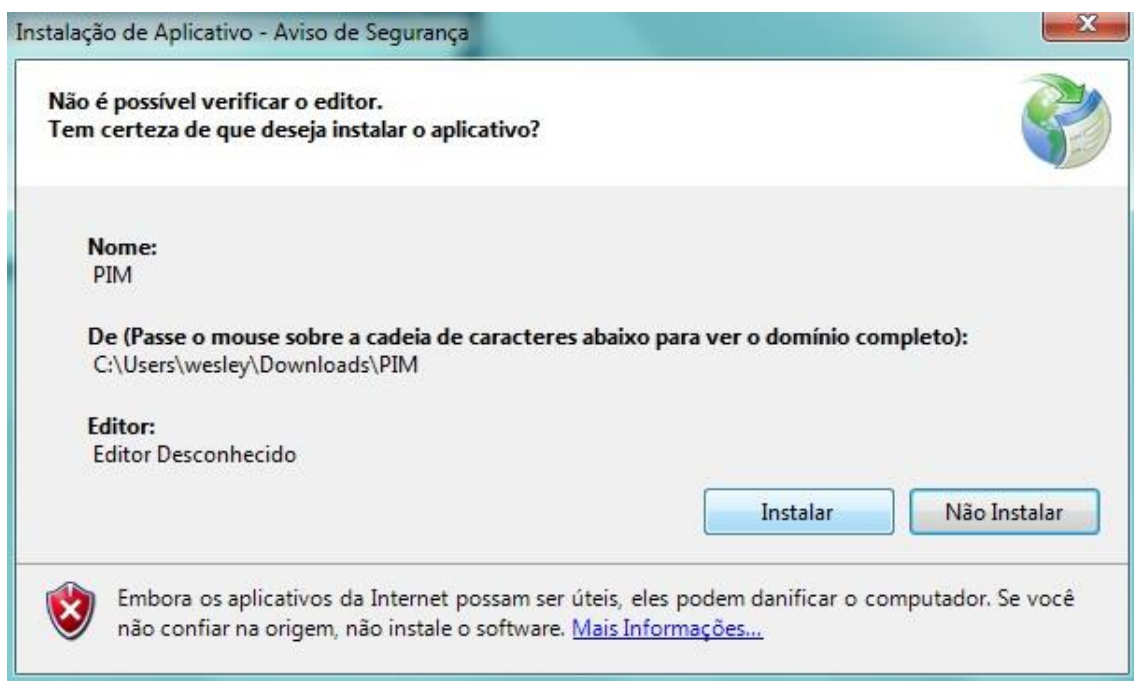 Instalação de Aplicativo - Aviso de Segurança
Não é possível verificar o editor.
Tem certeza de que deseja instalar o aplicativo?
Nome:
PIM
De (Passe o mouse sobre a cadeia de caracteres abaixo para ver o domínio completo):
C:\Users\wesley\Downloads\PIM
Editor:
Editor Desconhecido
Instalar
Não Instalar
Embora os aplicativos da Internet possam ser úteis, eles podem danificar o computador. Se você
não confiar na origem, não instale o software. Mais Informações...